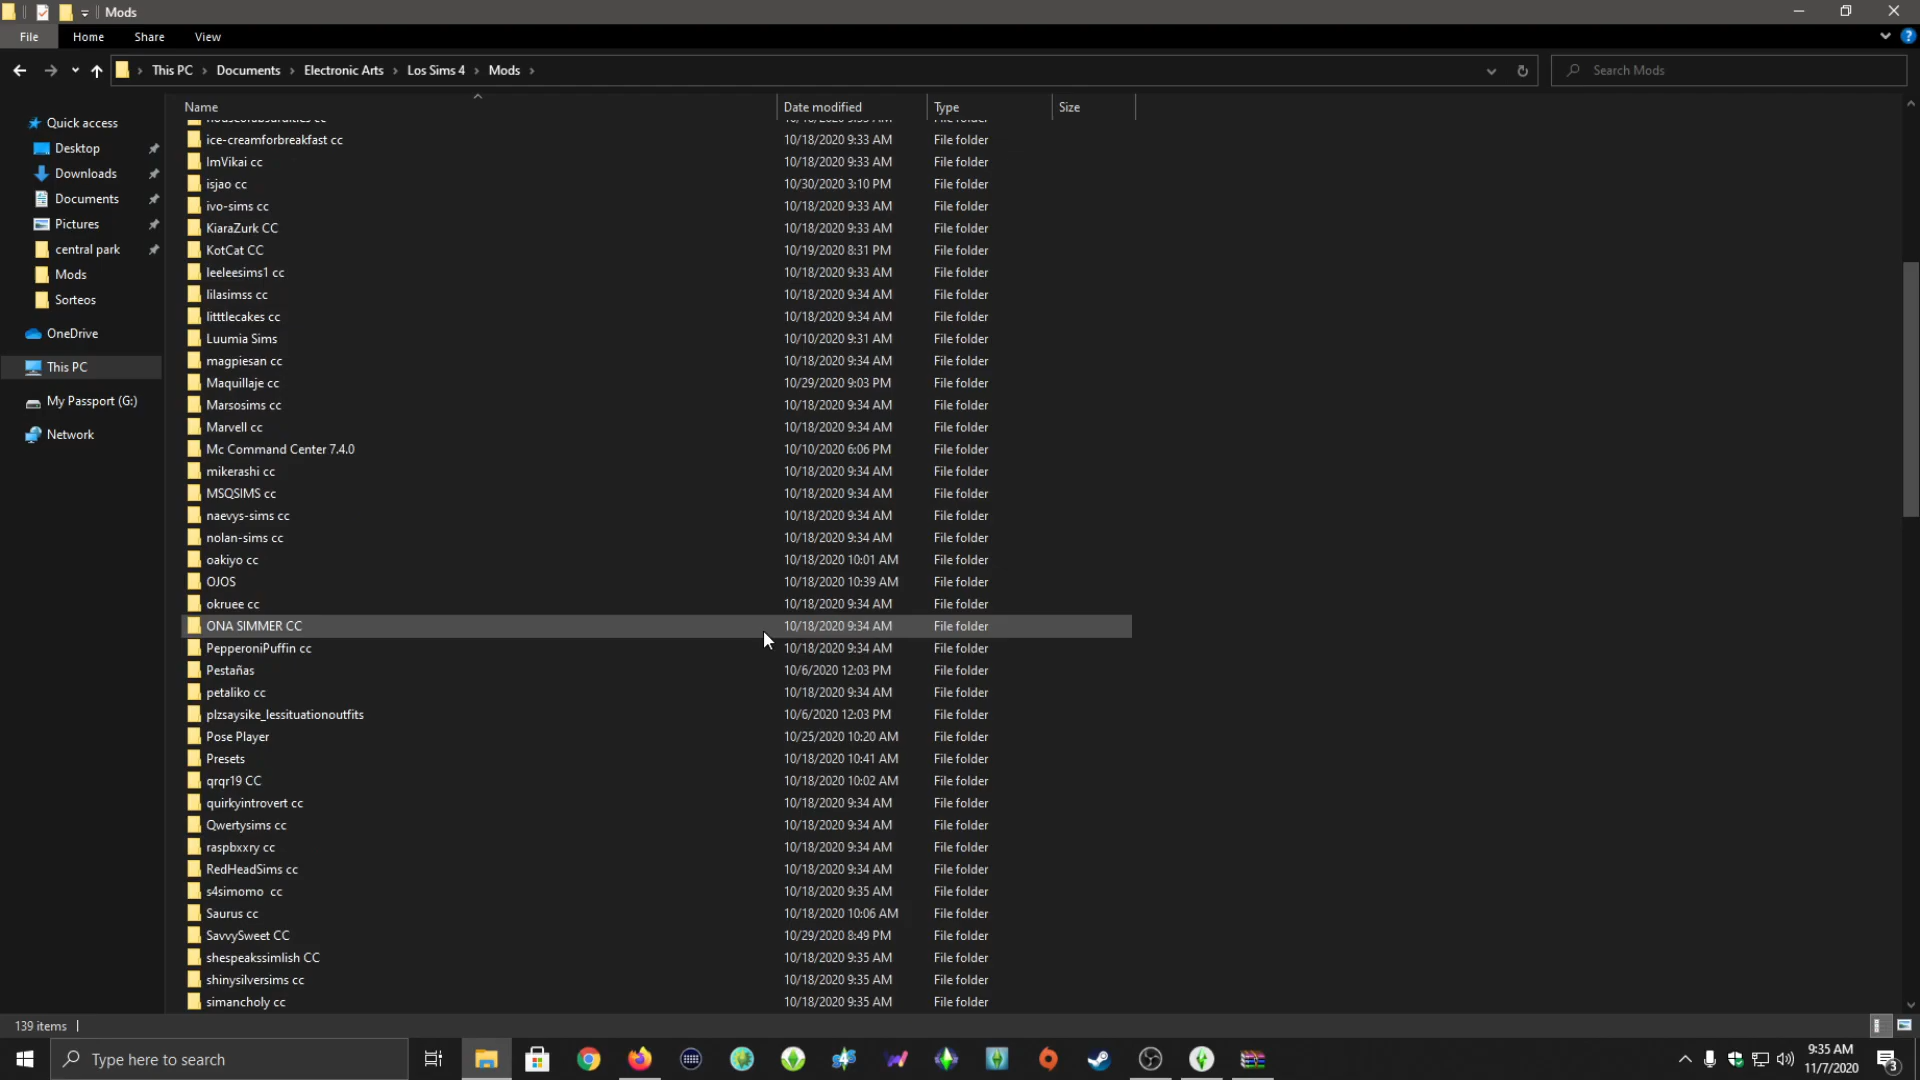 Mods
File Home Share View
This PC Documents Electronic Arts Los Sims 4 Mods Search Mods
Name Date modified Type Size
Quick access
Desktop
Downloads
Documents
Pictures
central park
Mods
Sorteos
OneDrive
This PC
My Passport (G:)
Network
ice-creamforbreakfast cc 10/18/2020 9:33 AM File folder
ImVikai cc 10/18/2020 9:33 AM File folder
isjao cc 10/30/2020 3:10 PM File folder
ivo-sims cc 10/18/2020 9:33 AM File folder
KiaraZurk CC 10/18/2020 9:33 AM File folder
KotCat CC 10/19/2020 8:31 PM File folder
leeleesims1 cc 10/18/2020 9:33 AM File folder
lilasimss cc 10/18/2020 9:34 AM File folder
litttlecakes cc 10/18/2020 9:34 AM File folder
Luumia Sims 10/10/2020 9:31 AM File folder
magpiesan cc 10/18/2020 9:34 AM File folder
Maquillaje cc 10/29/2020 9:03 PM File folder
Marsosims cc 10/18/2020 9:34 AM File folder
Marvell cc 10/18/2020 9:34 AM File folder
Mc Command Center 7.4.0 10/10/2020 6:06 PM File folder
mikerashi cc 10/18/2020 9:34 AM File folder
MSQSIMS cc 10/18/2020 9:34 AM File folder
naevys-sims cc 10/18/2020 9:34 AM File folder
nolan-sims cc 10/18/2020 9:34 AM File folder
oakiyo cc 10/18/2020 10:01 AM File folder
OJOS 10/18/2020 10:39 AM File folder
okruee cc 10/18/2020 9:34 AM File folder
ONA SIMMER CC 10/18/2020 9:34 AM File folder
PepperoniPuffin cc 10/18/2020 9:34 AM File folder
Pestañas 10/6/2020 12:03 PM File folder
petaliko cc 10/18/2020 9:34 AM File folder
plzsaysike_lessituationoutfits 10/6/2020 12:03 PM File folder
Pose Player 10/25/2020 10:20 AM File folder
Presets 10/18/2020 10:41 AM File folder
qrqr19 CC 10/18/2020 10:02 AM File folder
quirkyintrovert cc 10/18/2020 9:34 AM File folder
Qwertysims cc 10/18/2020 9:34 AM File folder
raspbxxry cc 10/18/2020 9:34 AM File folder
RedHeadSims cc 10/18/2020 9:34 AM File folder
s4simomo cc 10/18/2020 9:35 AM File folder
Saurus cc 10/18/2020 10:06 AM File folder
SavvySweet CC 10/29/2020 8:49 PM File folder
shespeakssimlish CC 10/18/2020 9:35 AM File folder
shinysilversims cc 10/18/2020 9:35 AM File folder
simancholy cc 10/18/2020 9:35 AM File folder
139 items
Type here to search
9:35 AM
11/7/2020
3